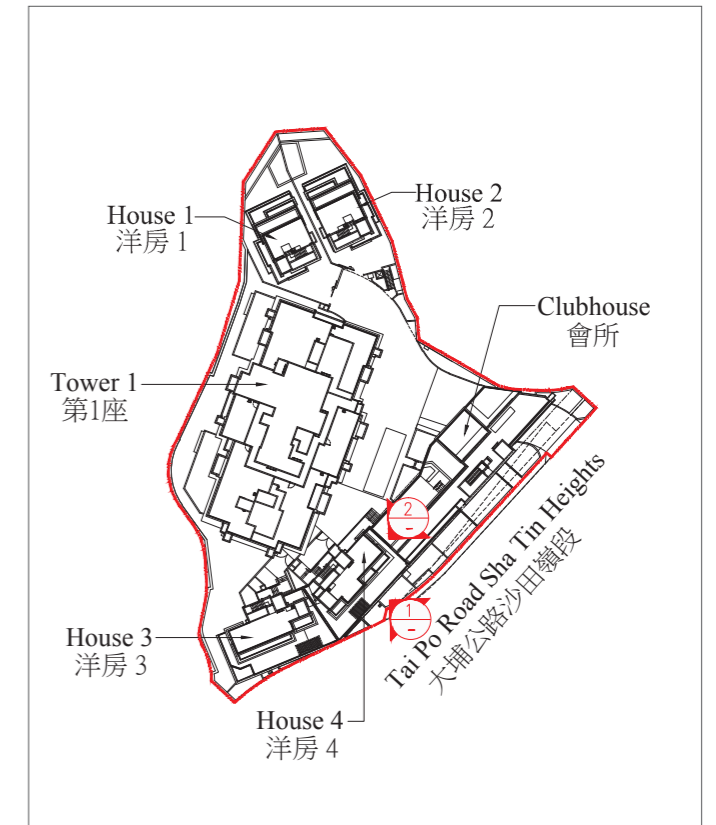 House 1
洋房 1
House 2
洋房 2
Clubhouse
會所
Tower 1
第1座
2
-
1
-
Tai Po Road Sha Tin Heights
大埔公路沙田嶺段
House 3
洋房 3
House 4
洋房 4